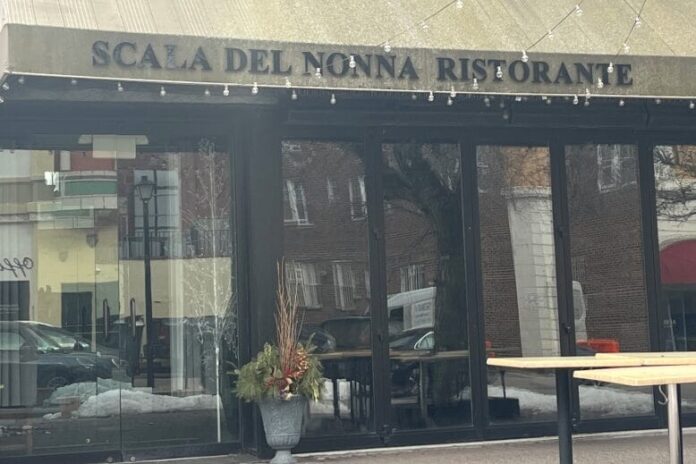 SCALA DEL NONNA RISTORANTE